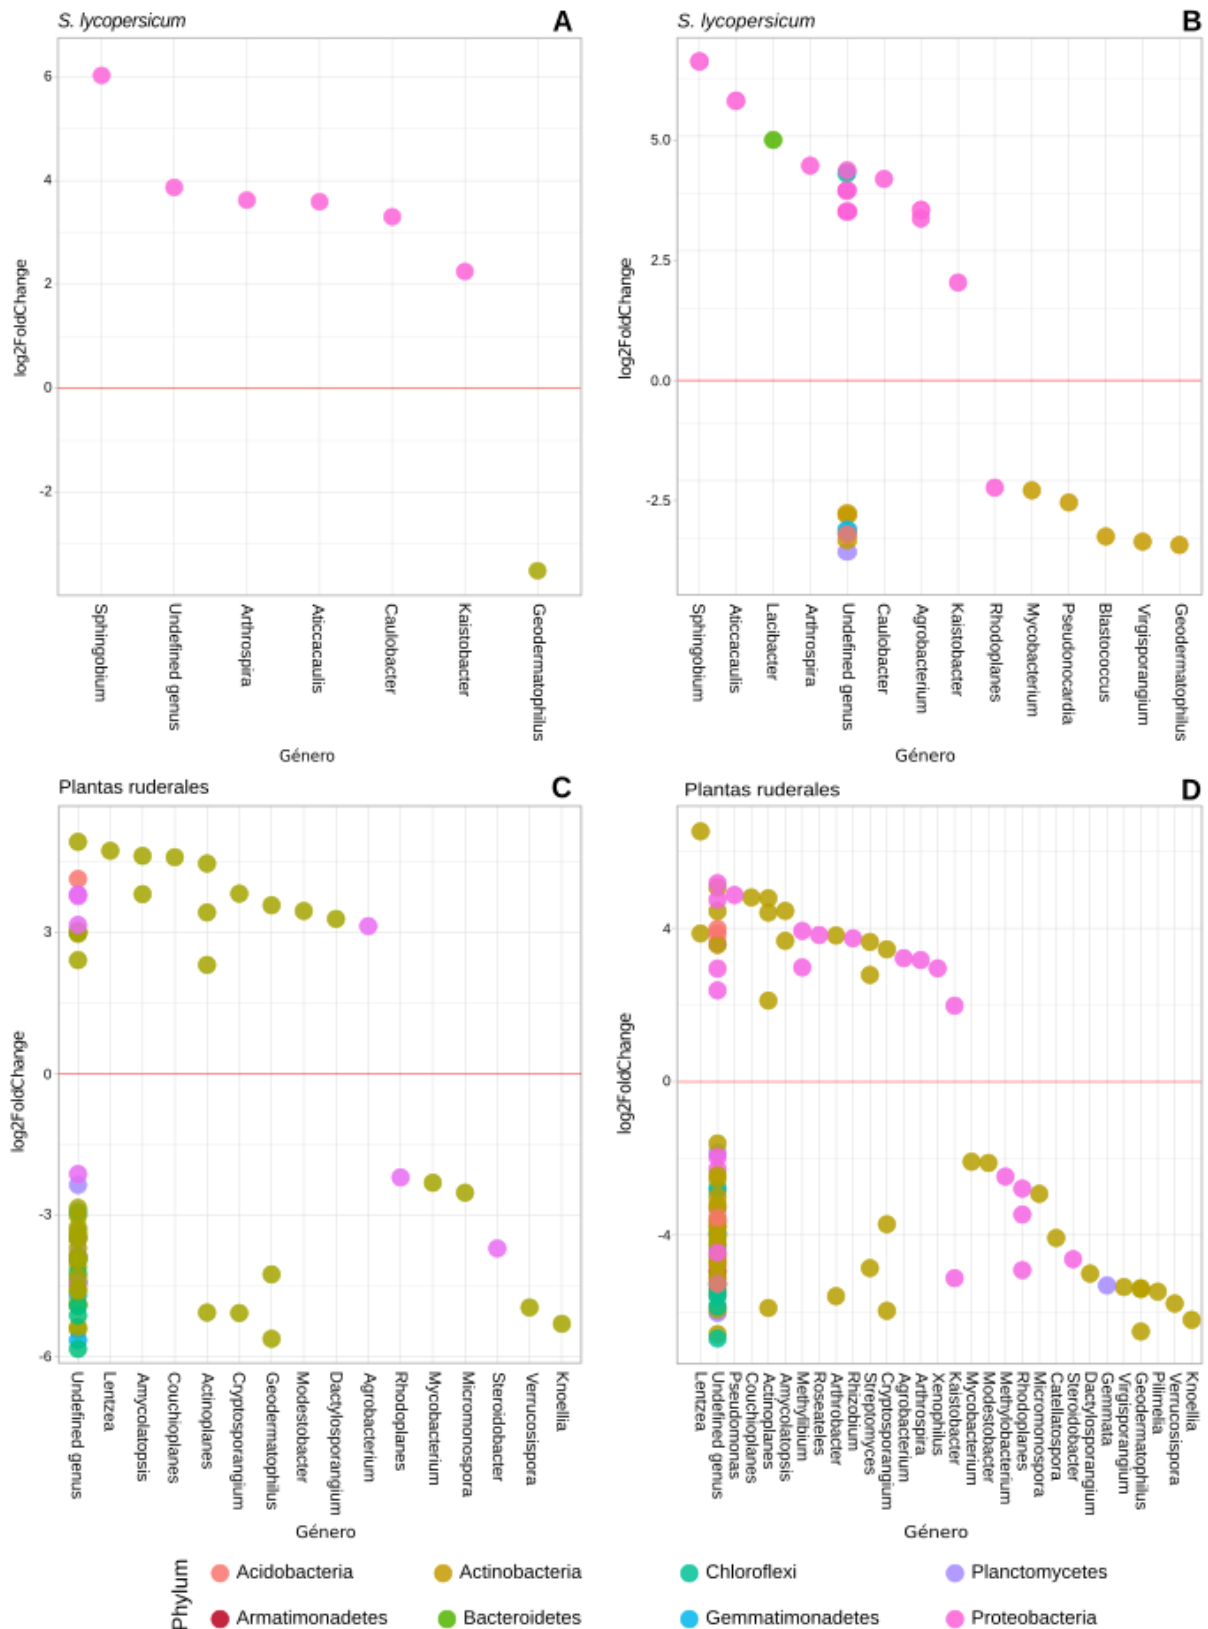 S. lycopersicum
A
6
4
2
0
-2
log2FoldChange
Sphingobium
Undefined genus
Arthrospira
Aticcacaulis
Caulobacter
Kaistobacter
Geodermatophilus
Género
S. lycopersicum
B
5.0
2.5
0.0
-2.5
log2FoldChange
Sphingobium
Aticcacaulis
Lacibacter
Arthrospira
Undefined genus
Caulobacter
Agrobacterium
Kaistobacter
Rhodoplanes
Mycobacterium
Pseudonocardia
Blastococcus
Virgisporangium
Geodermatophilus
Género
Plantas ruderales
C
3
0
-3
-6
log2FoldChange
Undefined genus
Lentzea
Amycolatopsis
Couchioplanes
Actinoplanes
Cryptosporangium
Geodermatophilus
Modestobacter
Dactylosporangium
Agrobacterium
Rhodoplanes
Mycobacterium
Micromonospora
Steroidobacter
Verrucosispora
Knoellia
Género
Plantas ruderales
D
4
0
-4
log2FoldChange
Lentzea
Undefined genus
Pseudomonas
Couchioplanes
Actinoplanes
Amycolatopsis
Methylibium
Roseateles
Arthrobacter
Rhizobium
Streptomyces
Cryptosporangium
Agrobacterium
Arthrospira
Xenophilus
Kaistobacter
Mycobacterium
Modestobacter
Methylobacterium
Rhodoplanes
Micromonospora
Catellatospora
Steroidobacter
Dactylosporangium
Gemmata
Virgisporangium
Geodermatophilus
Pilimelia
Verrucosispora
Knoellia
Género
Phylum
Acidobacteria
Actinobacteria
Chloroflexi
Planctomycetes
Armatimonadetes
Bacteroidetes
Gemmatimonadetes
Proteobacteria